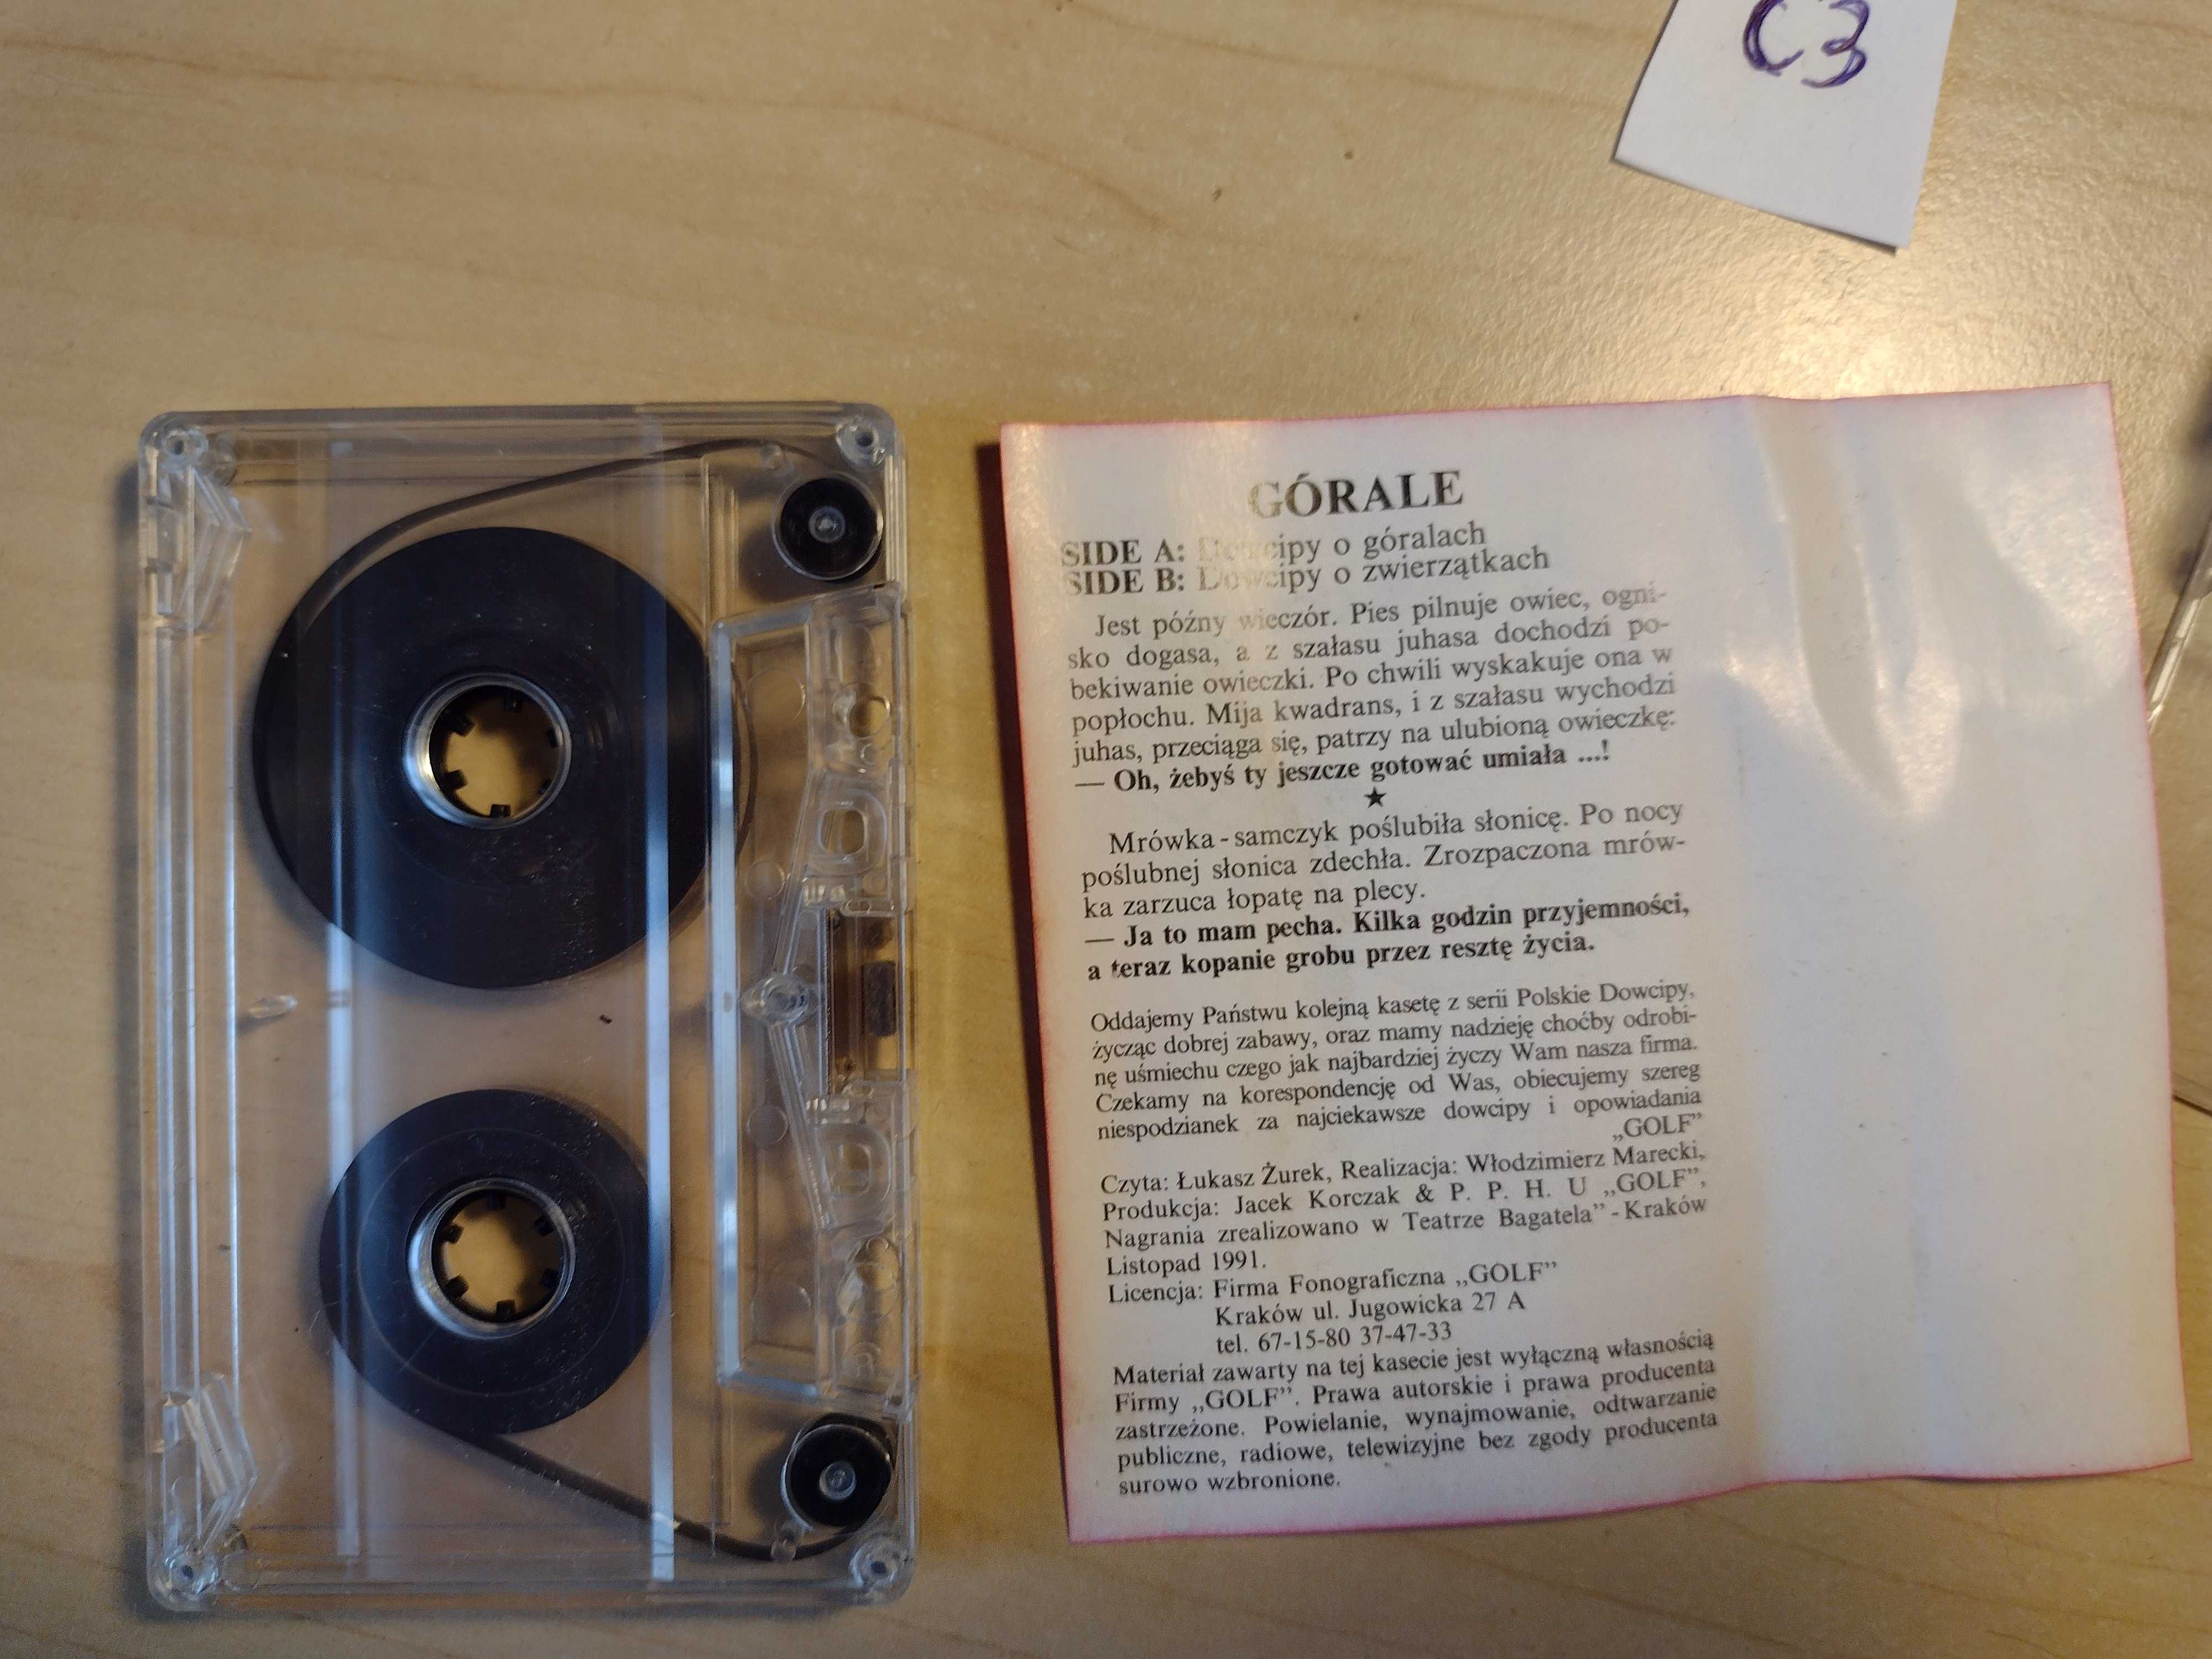 C3
GÓRALE
SIDE A: Dowcipy o góralach
SIDE B: Dowcipy o zwierzątkach
Jest późny wieczór. Pies pilnuje owiec, ogni-
sko dogasa, a z szałasu juhasa dochodzi po-
bekiwanie owieczki. Po chwili wyskakuje ona w
popłochu. Mija kwadrans, i z szałasu wychodzi
juhas, przeciąga się, patrzy na ulubioną owieczkę:
— Oh, żebyś ty jeszcze gotować umiała ...!
★
Mrówka - samczyk poślubiła słonicę. Po nocy
poślubnej słonica zdechła. Zrozpaczona mrów-
ka zarzuca łopatę na plecy.
— Ja to mam pecha. Kilka godzin przyjemności,
a teraz kopanie grobu przez resztę życia.
Oddajemy Państwu kolejną kasetę z serii Polskie Dowcipy,
życząc dobrej zabawy, oraz mamy nadzieję choćby odrobi-
nę uśmiechu czego jak najbardziej życzy Wam nasza firma.
Czekamy na korespondencję od Was, obiecujemy szereg
niespodzianek za najciekawsze dowcipy i opowiadania
„GOLF”
Czyta: Łukasz Żurek, Realizacja: Włodzimierz Marecki,
Produkcja: Jacek Korczak & P. P. H. U „GOLF”,
Nagrania zrealizowano w Teatrze Bagatela” - Kraków
Listopad 1991.
Licencja: Firma Fonograficzna „GOLF”
Kraków ul. Jugowicka 27 A
tel. 67-15-80 37-47-33
Materiał zawarty na tej kasecie jest wyłączną własnością
Firmy „GOLF”. Prawa autorskie i prawa producenta
zastrzeżone. Powielanie, wynajmowanie, odtwarzanie
publiczne, radiowe, telewizyjne bez zgody producenta
surowo wzbronione.